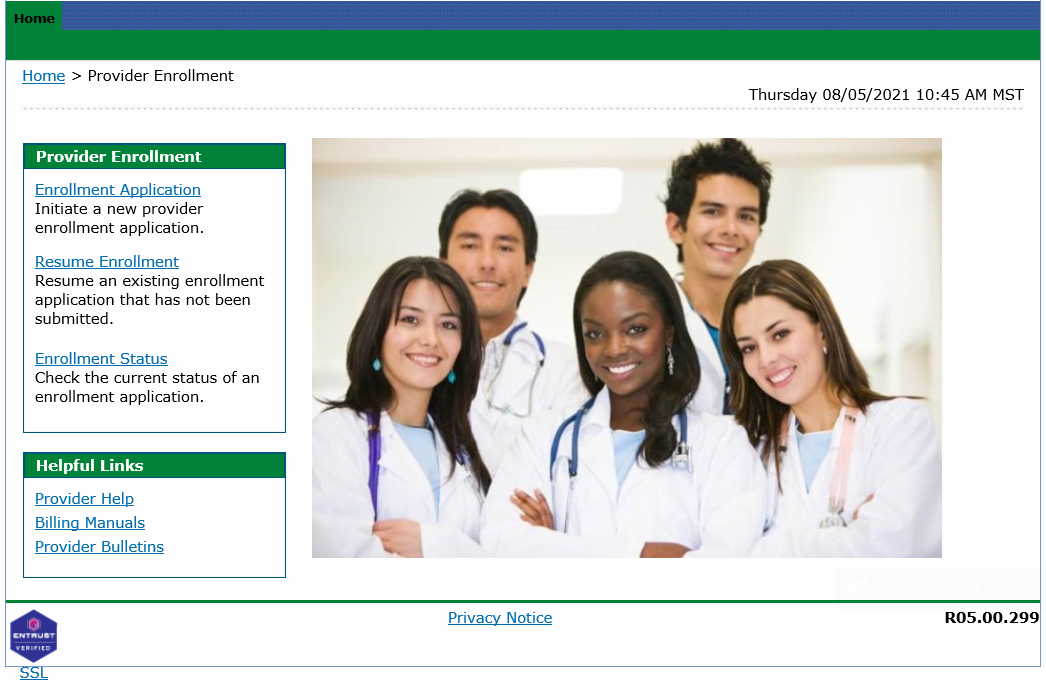 Home
Home > Provider Enrollment
Thursday 08/05/2021 10:45 AM MST
Provider Enrollment
Enrollment Application
Initiate a new provider
enrollment application.
Resume Enrollment
Resume an existing enrollment
application that has not been
submitted.
Enrollment Status
Check the current status of an
enrollment application.
Helpful Links
Provider Help
Billing Manuals
Provider Bulletins
ENTRUST
VERIFIED
SSL
Privacy Notice
R05.00.299